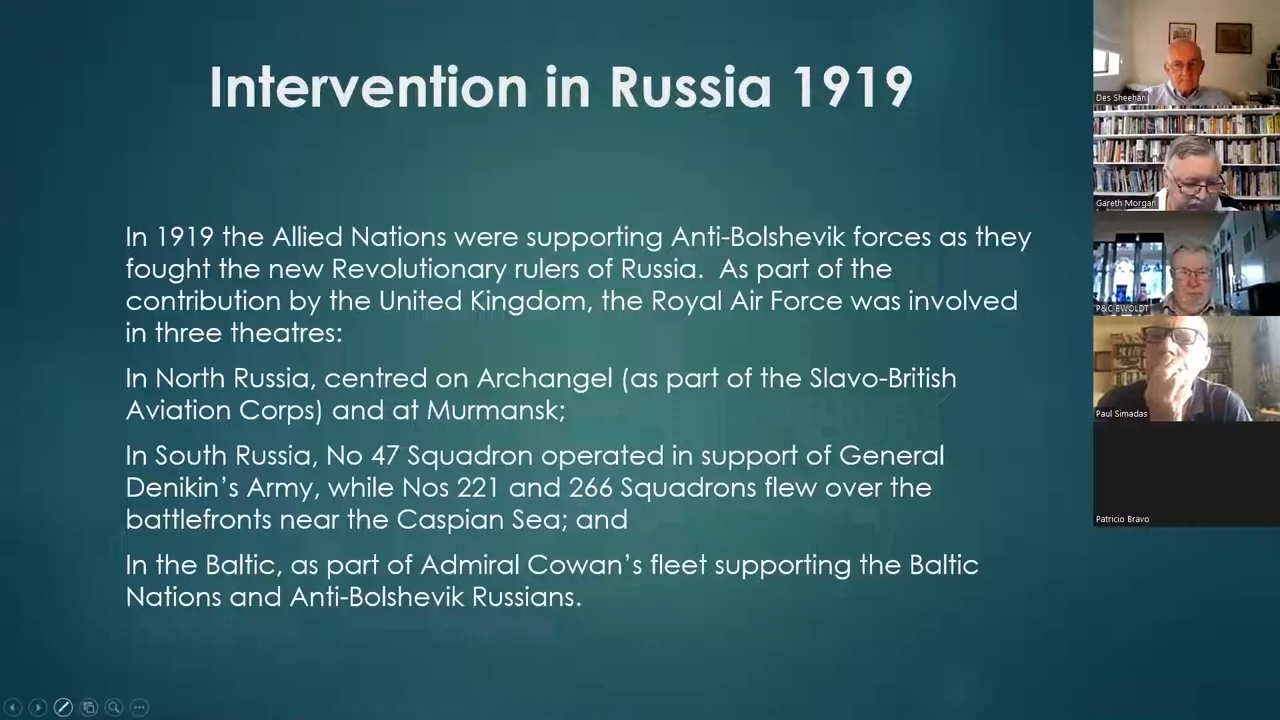 Intervention in Russia 1919
In 1919 the Allied Nations were supporting Anti-Bolshevik forces as they
fought the new Revolutionary rulers of Russia.  As part of the
contribution by the United Kingdom, the Royal Air Force was involved
in three theatres:
In North Russia, centred on Archangel (as part of the Slavo-British
Aviation Corps) and at Murmansk;
In South Russia, No 47 Squadron operated in support of General
Denikin’s Army, while Nos 221 and 266 Squadrons flew over the
battlefronts near the Caspian Sea; and
In the Baltic, as part of Admiral Cowan’s fleet supporting the Baltic
Nations and Anti-Bolshevik Russians.
Des Sheehan
Gareth Morgan
P&C EWOLDT
Paul Simadas
Patricio Bravo